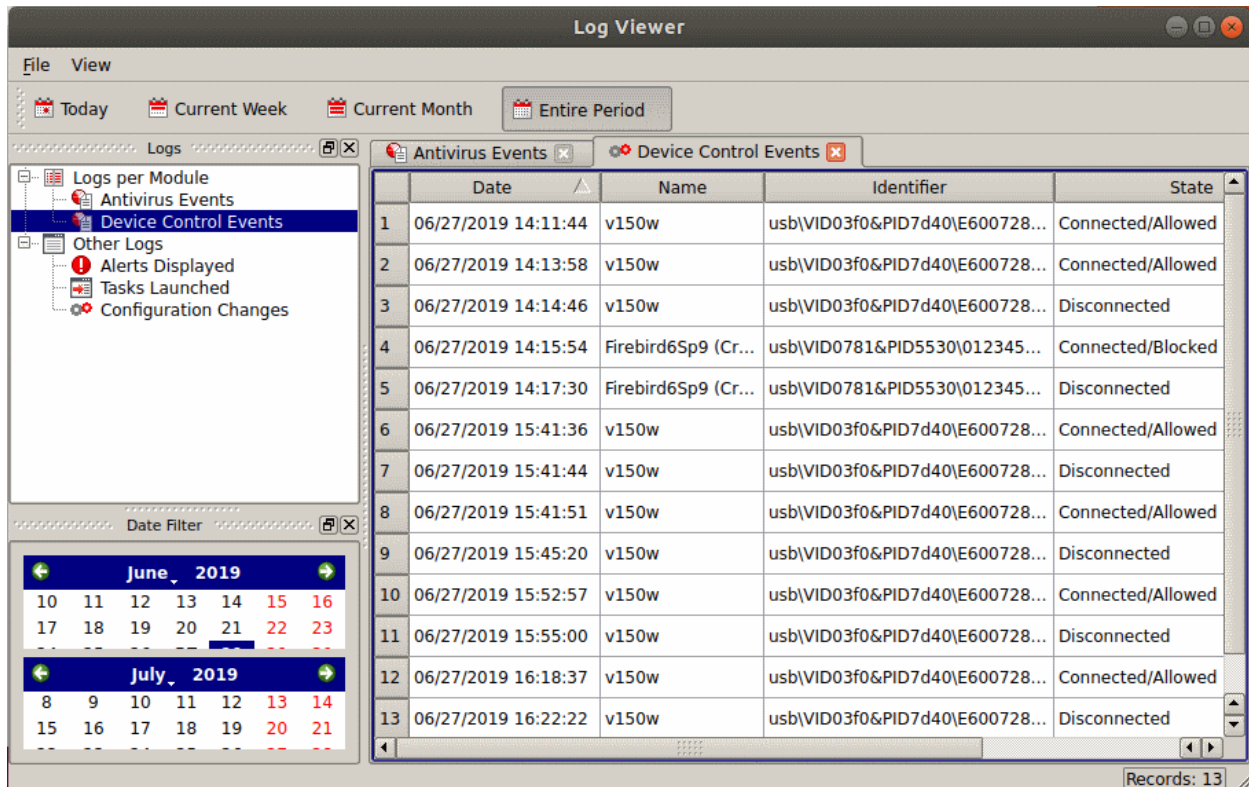 Log Viewer
File View
Today Current Week Current Month Entire Period
Logs
Logs per Module
Antivirus Events
Device Control Events
Other Logs
Alerts Displayed
Tasks Launched
Configuration Changes
Date Filter
June 2019
10 11 12 13 14 15 16
17 18 19 20 21 22 23
July 2019
8 9 10 11 12 13 14
15 16 17 18 19 20 21
Antivirus Events Device Control Events
Date Name Identifier State
1 06/27/2019 14:11:44 v150w usb\VID03f0&PID7d40\E600728... Connected/Allowed
2 06/27/2019 14:13:58 v150w usb\VID03f0&PID7d40\E600728... Connected/Allowed
3 06/27/2019 14:14:46 v150w usb\VID03f0&PID7d40\E600728... Disconnected
4 06/27/2019 14:15:54 Firebird6Sp9 (Cr... usb\VID0781&PID5530\012345... Connected/Blocked
5 06/27/2019 14:17:30 Firebird6Sp9 (Cr... usb\VID0781&PID5530\012345... Disconnected
6 06/27/2019 15:41:36 v150w usb\VID03f0&PID7d40\E600728... Connected/Allowed
7 06/27/2019 15:41:44 v150w usb\VID03f0&PID7d40\E600728... Disconnected
8 06/27/2019 15:41:51 v150w usb\VID03f0&PID7d40\E600728... Connected/Allowed
9 06/27/2019 15:45:20 v150w usb\VID03f0&PID7d40\E600728... Disconnected
10 06/27/2019 15:52:57 v150w usb\VID03f0&PID7d40\E600728... Connected/Allowed
11 06/27/2019 15:55:00 v150w usb\VID03f0&PID7d40\E600728... Disconnected
12 06/27/2019 16:18:37 v150w usb\VID03f0&PID7d40\E600728... Connected/Allowed
13 06/27/2019 16:22:22 v150w usb\VID03f0&PID7d40\E600728... Disconnected
Records: 13